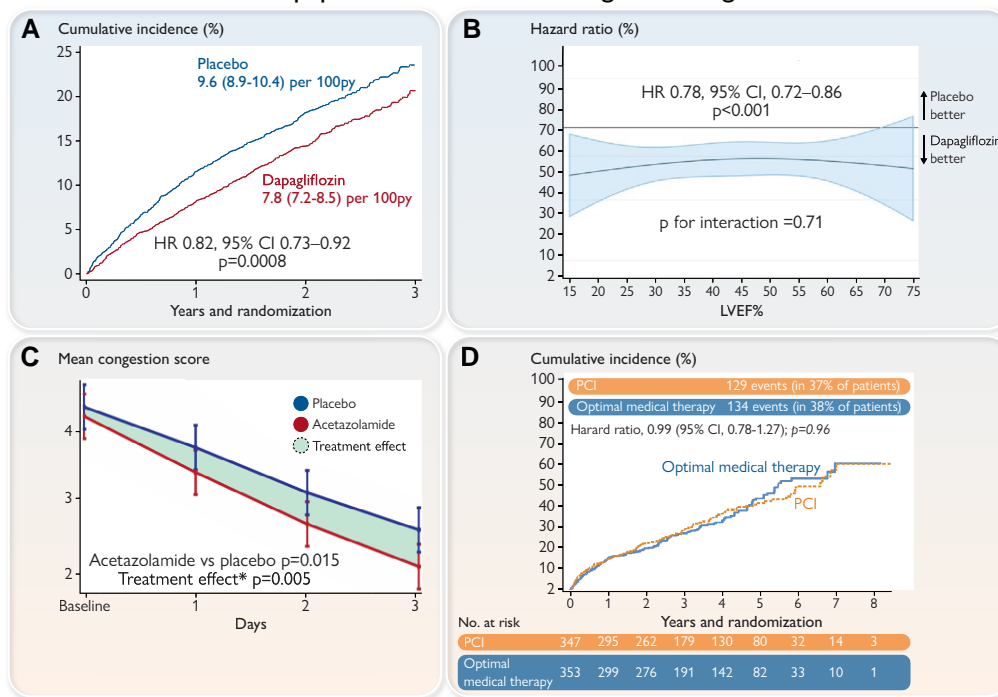 A Cumulative incidence (%)
25
20
15
10
5
0
Placebo
9.6 (8.9-10.4) per 100py
Dapagliflozin
7.8 (7.2-8.5) per 100py
HR 0.82, 95% CI 0.73–0.92
p=0.0008
0 1 2 3
Years and randomization
B Hazard ratio (%)
100
90
80
70
60
50
40
30
20
10
2
HR 0.78, 95% CI, 0.72–0.86
p<0.001
Placebo
better
Dapagliflozin
better
p for interaction =0.71
15 20 25 30 35 40 45 50 55 60 65 70 75
LVEF%
C Mean congestion score
4
3
2
Placebo
Acetazolamide
Treatment effect
Acetazolamide vs placebo p=0.015
Treatment effect* p=0.005
Baseline 1 2 3
Days
D Cumulative incidence (%)
100
90
80
70
60
50
40
30
20
10
2
PCI 129 events (in 37% of patients)
Optimal medical therapy 134 events (in 38% of patients)
Harard ratio, 0.99 (95% CI, 0.78-1.27); p=0.96
Optimal medical therapy
PCI
0 1 2 3 4 5 6 7 8
Years and randomization
No. at risk
PCI 347 295 262 179 130 80 32 14 3
Optimal
medical therapy 353 299 276 191 142 82 33 10 1